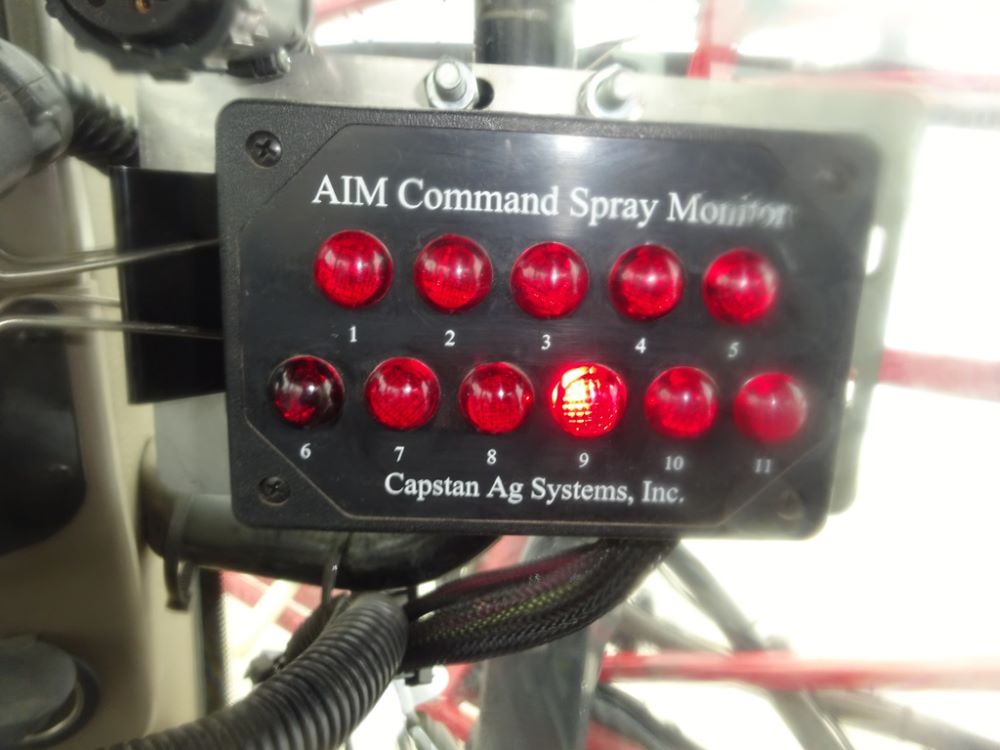 AIM Command Spray Monitor
1 2 3 4 5
6 7 8 9 10 11
Capstan Ag Systems, Inc.